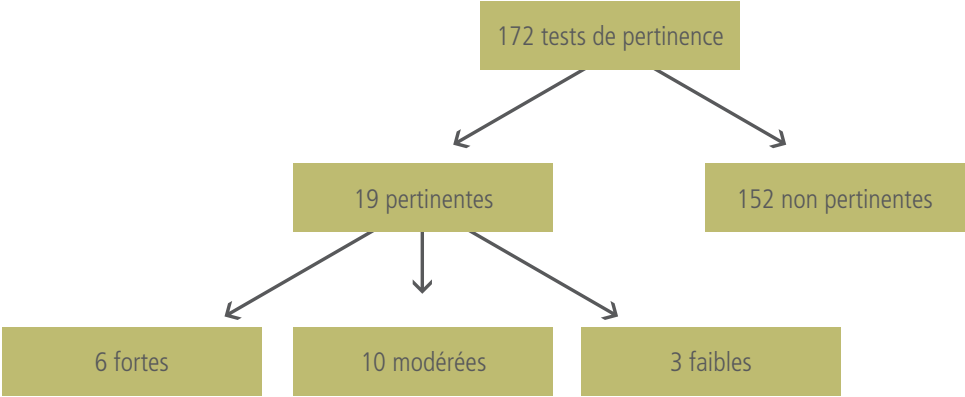 172 tests de pertinence
19 pertinentes
152 non pertinentes
6 fortes
10 modérées
3 faibles